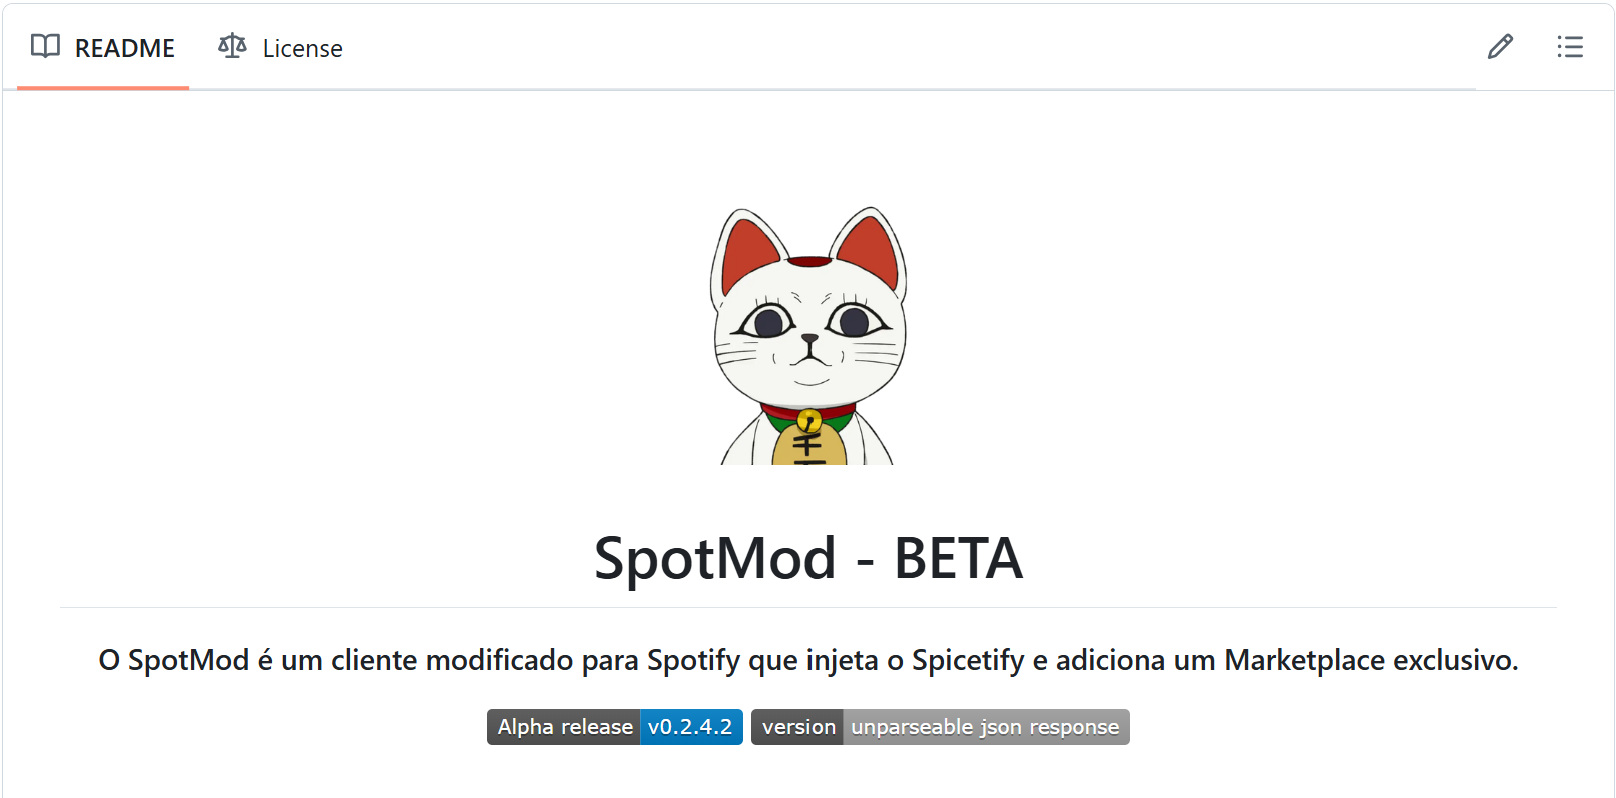 README License
千
SpotMod - BETA
O SpotMod é um cliente modificado para Spotify que injeta o Spicetify e adiciona um Marketplace exclusivo.
Alpha release v0.2.4.2 version unparseable json response